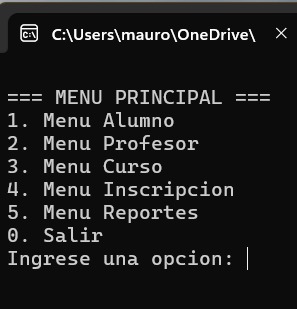 C:\Users\mauro\OneDrive\
=== MENU PRINCIPAL ===
1. Menu Alumno
2. Menu Profesor
3. Menu Curso
4. Menu Inscripcion
5. Menu Reportes
0. Salir
Ingrese una opcion: